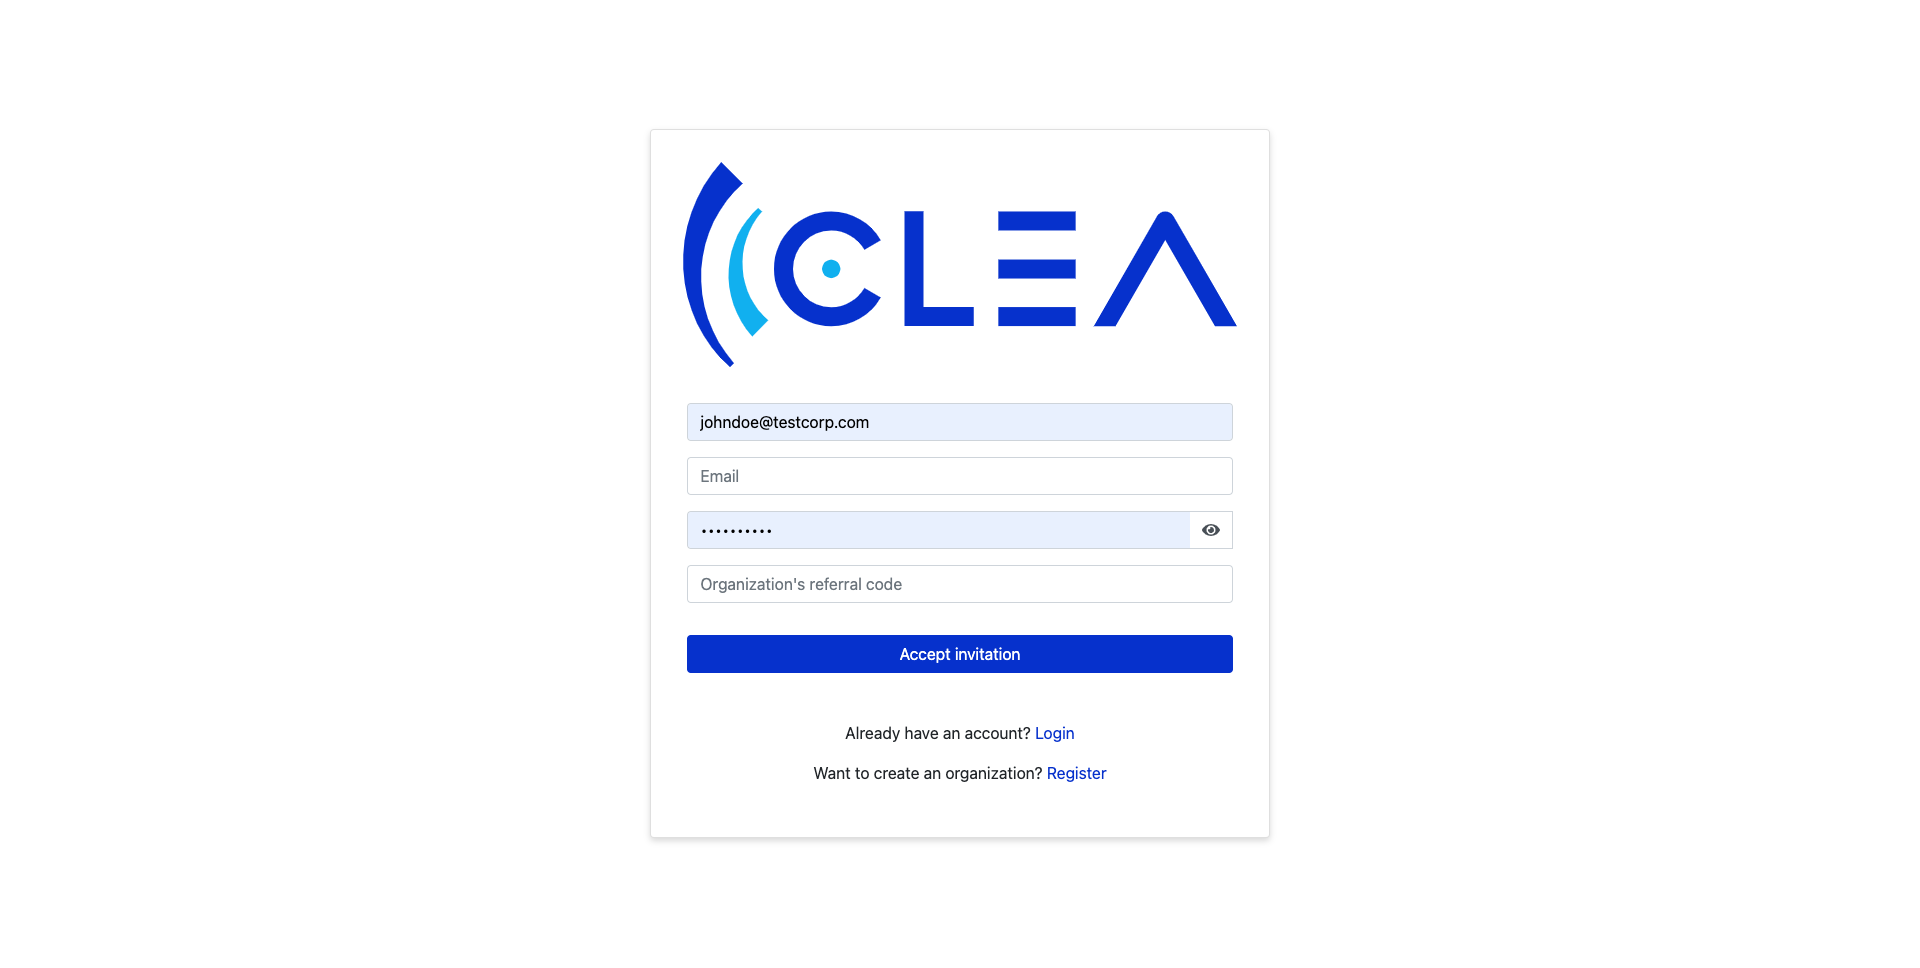 CLEA
johndoe@testcorp.com
Email
••••••••••
Organization's referral code
Accept invitation
Already have an account? Login
Want to create an organization? Register